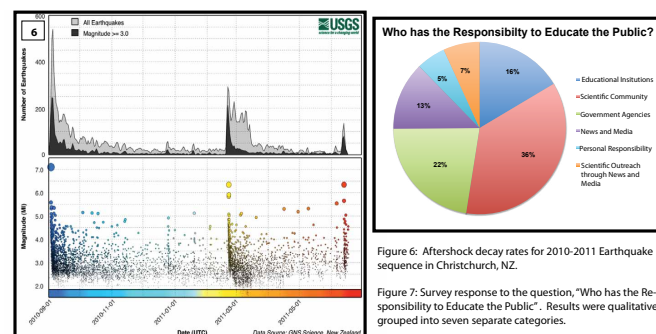 6
All Earthquakes
Magnitude >= 3.0
USGS
science for a changing world
Number of Earthquakes
600
400
200
0
Magnitude (Ml)
7.0
6.0
5.0
4.0
3.0
2.0
2010-09-01
2010-11-01
2011-01-01
2011-03-01
2011-05-01
Date (UTC)
Data Source: GNS Science, New Zealand
Who has the Responsibilty to Educate the Public?
16%
36%
22%
13%
5%
7%
Educational Insitutions
Scientific Community
Government Agencies
News and Media
Personal Responsibility
Scientific Outreach
through News and
Media
Figure 6: Aftershock decay rates for 2010-2011 Earthquake
sequence in Christchurch, NZ.
Figure 7: Survey response to the question, "Who has the Re-
sponsibility to Educate the Public". Results were qualitative
grouped into seven separate categories.